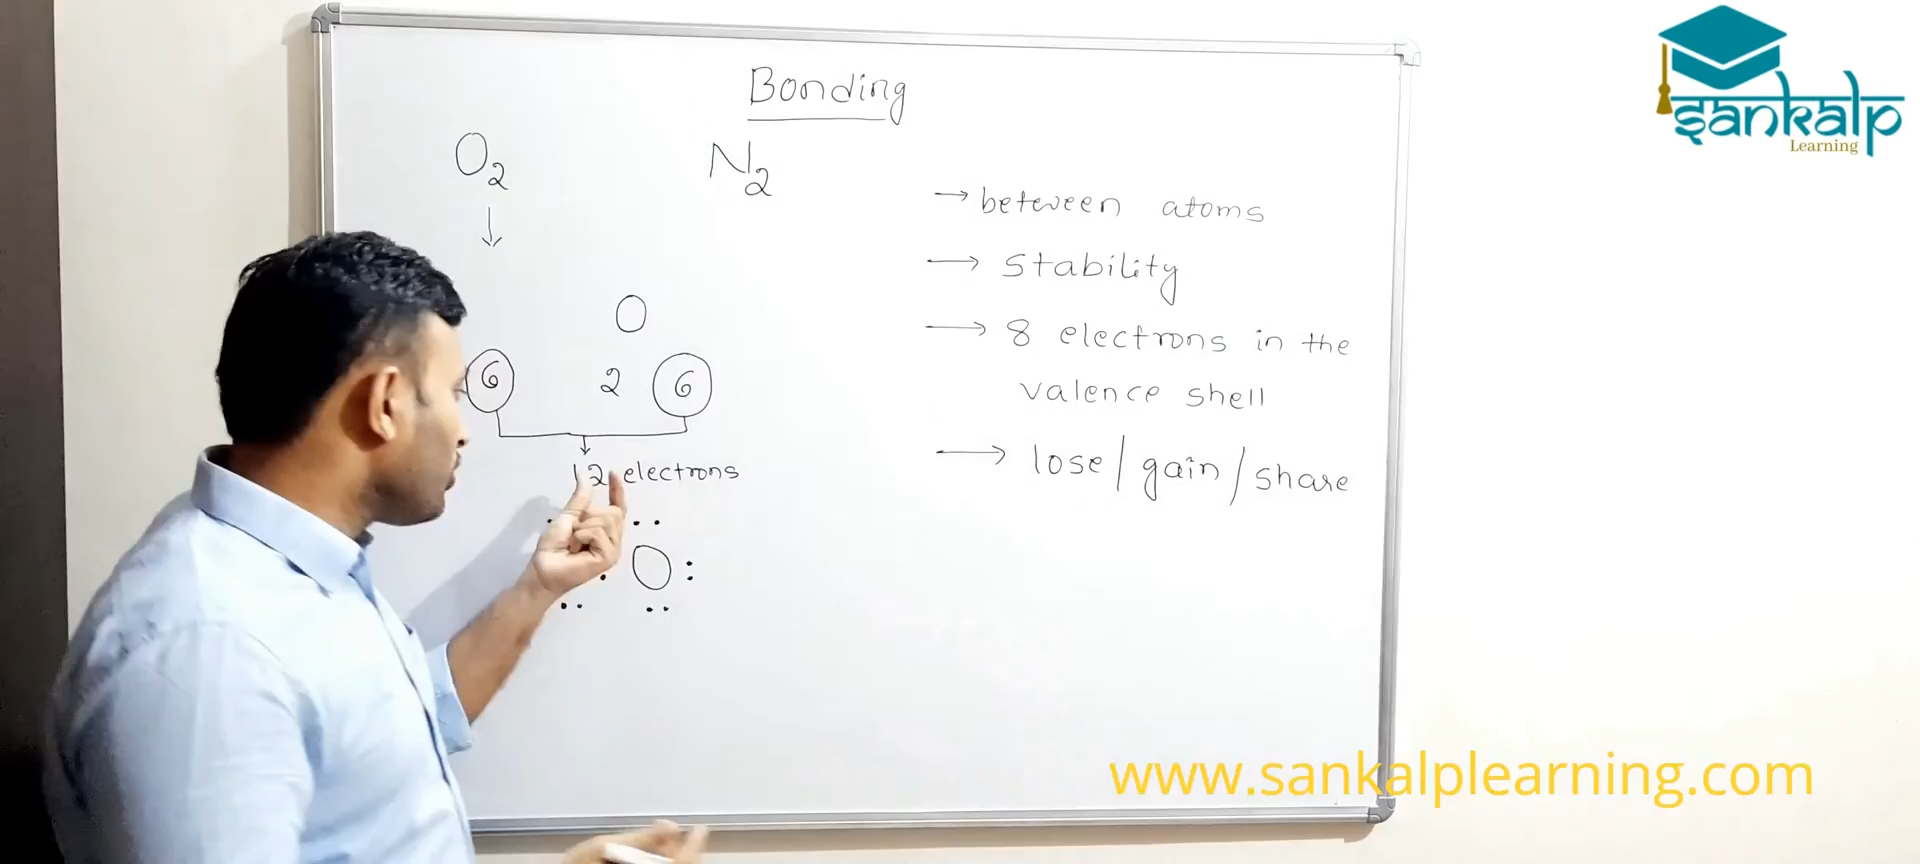 Bonding
O2
N2
→ between atoms
→ stability
→ 8 electrons in the
valence shell
→ lose/gain/share
O
6 2 6
12 electrons
O
sankalp
Learning
www.sankalplearning.com